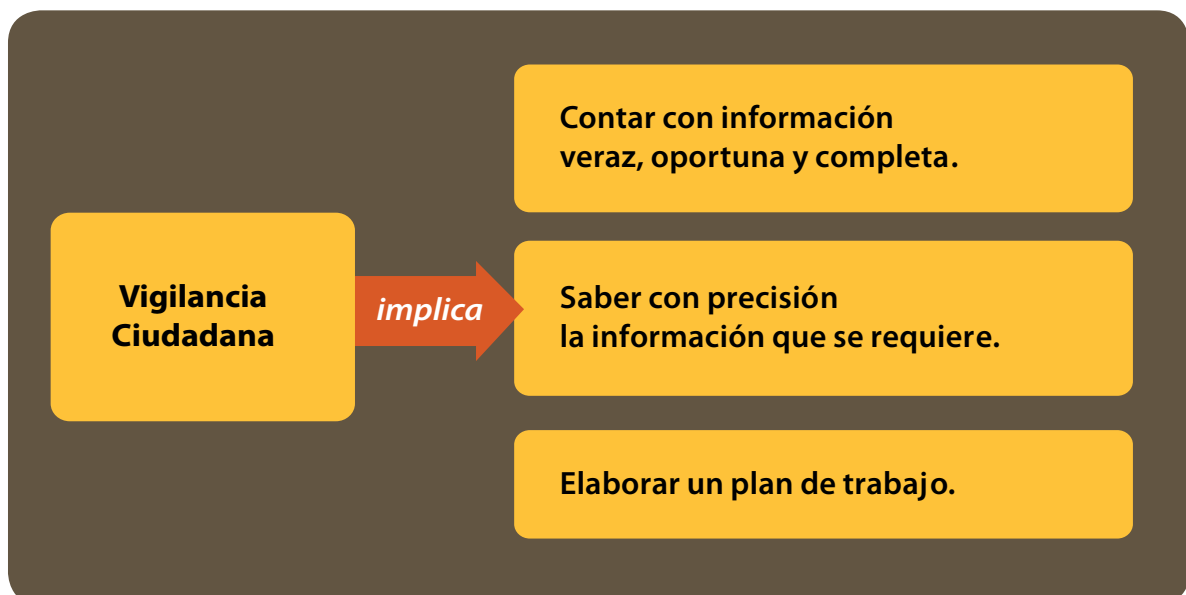 Contar con información
veraz, oportuna y completa.
Vigilancia
Ciudadana
implica
Saber con precisión
la información que se requiere.
Elaborar un plan de trabajo.